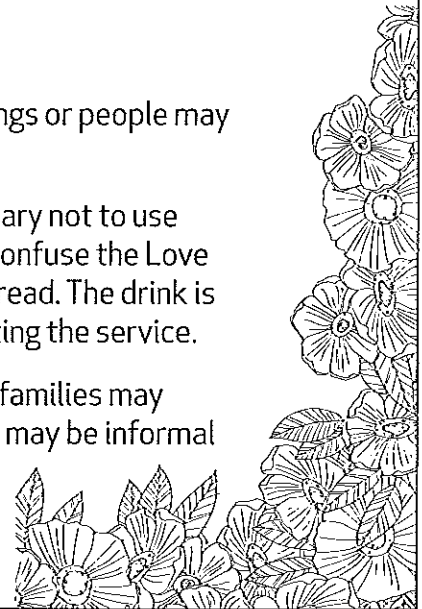 ngs or people may
ary not to use
onfuse the Love
read. The drink is
ting the service.
families may
may be informal